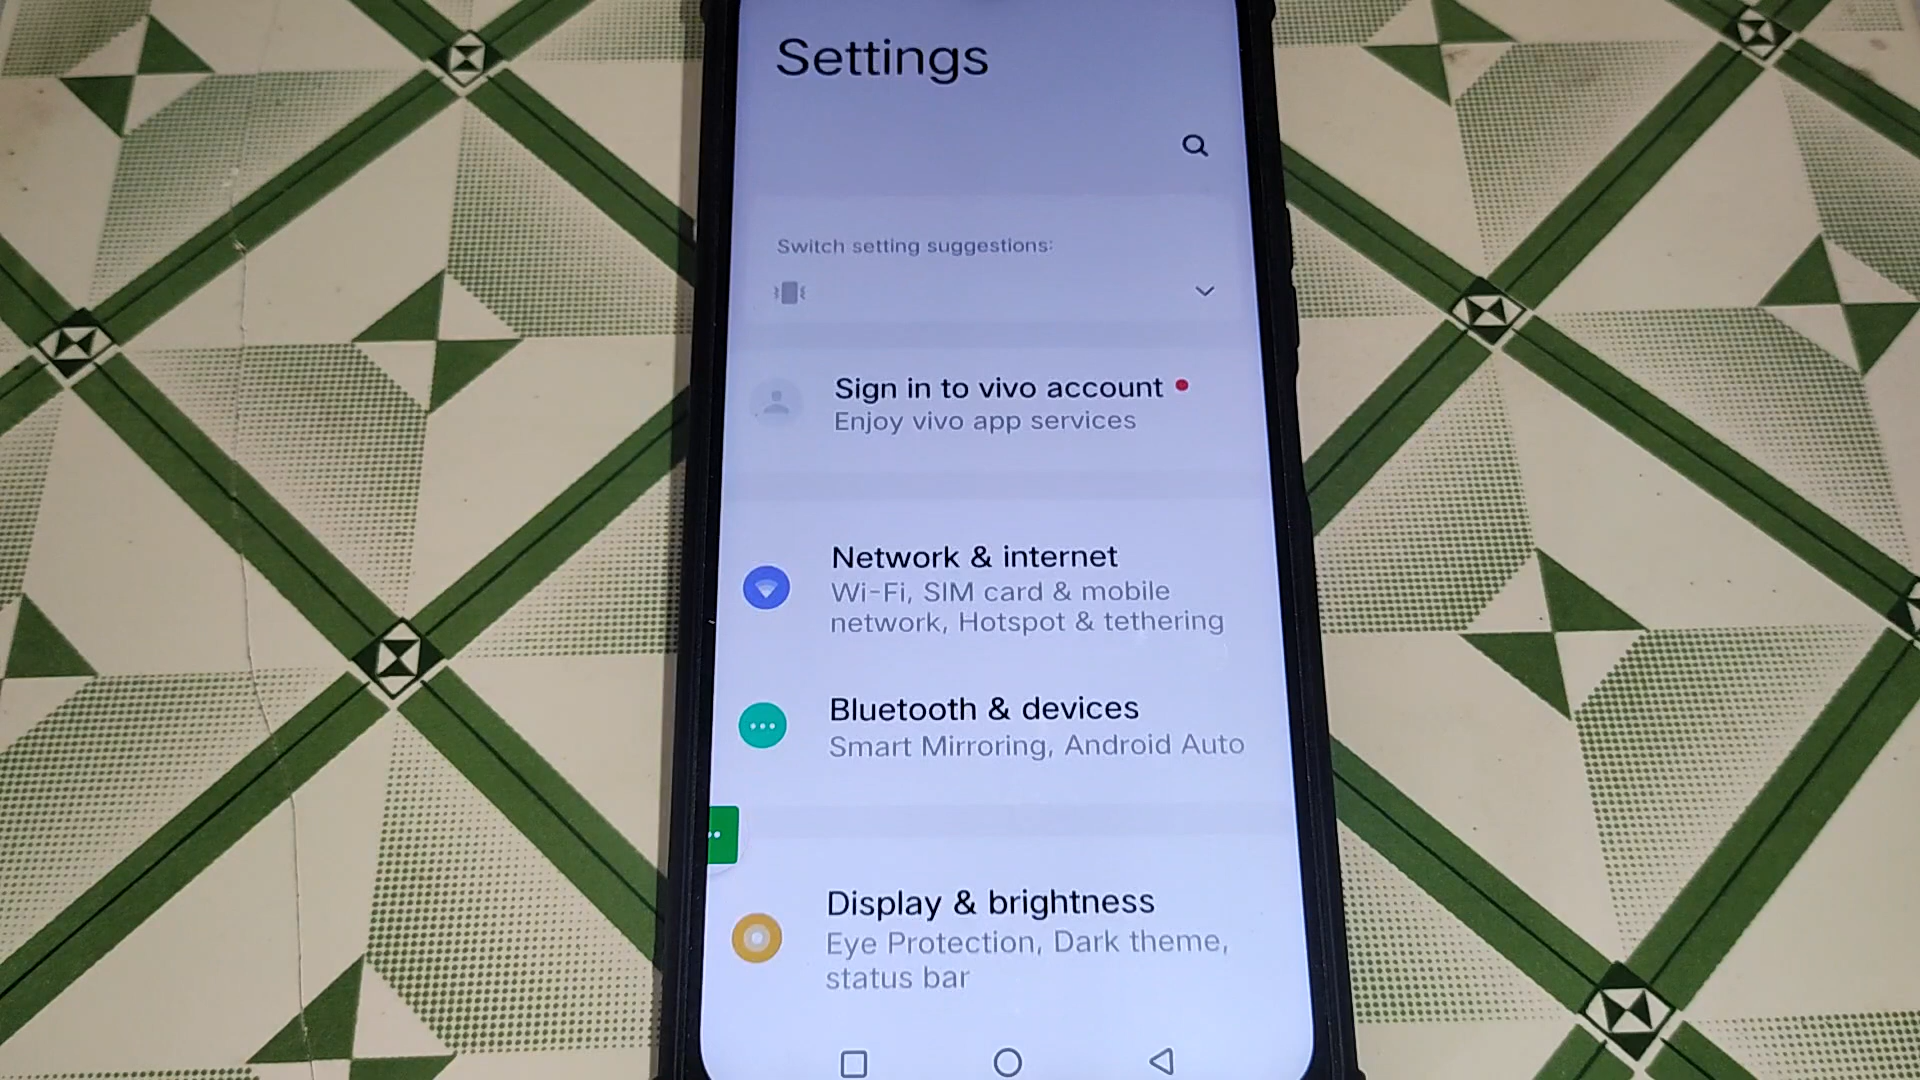 Settings
Switch setting suggestions:
Sign in to vivo account
Enjoy vivo app services
Network & internet
Wi-Fi, SIM card & mobile
network, Hotspot & tethering
Bluetooth & devices
Smart Mirroring, Android Auto
Display & brightness
Eye Protection, Dark theme,
status bar